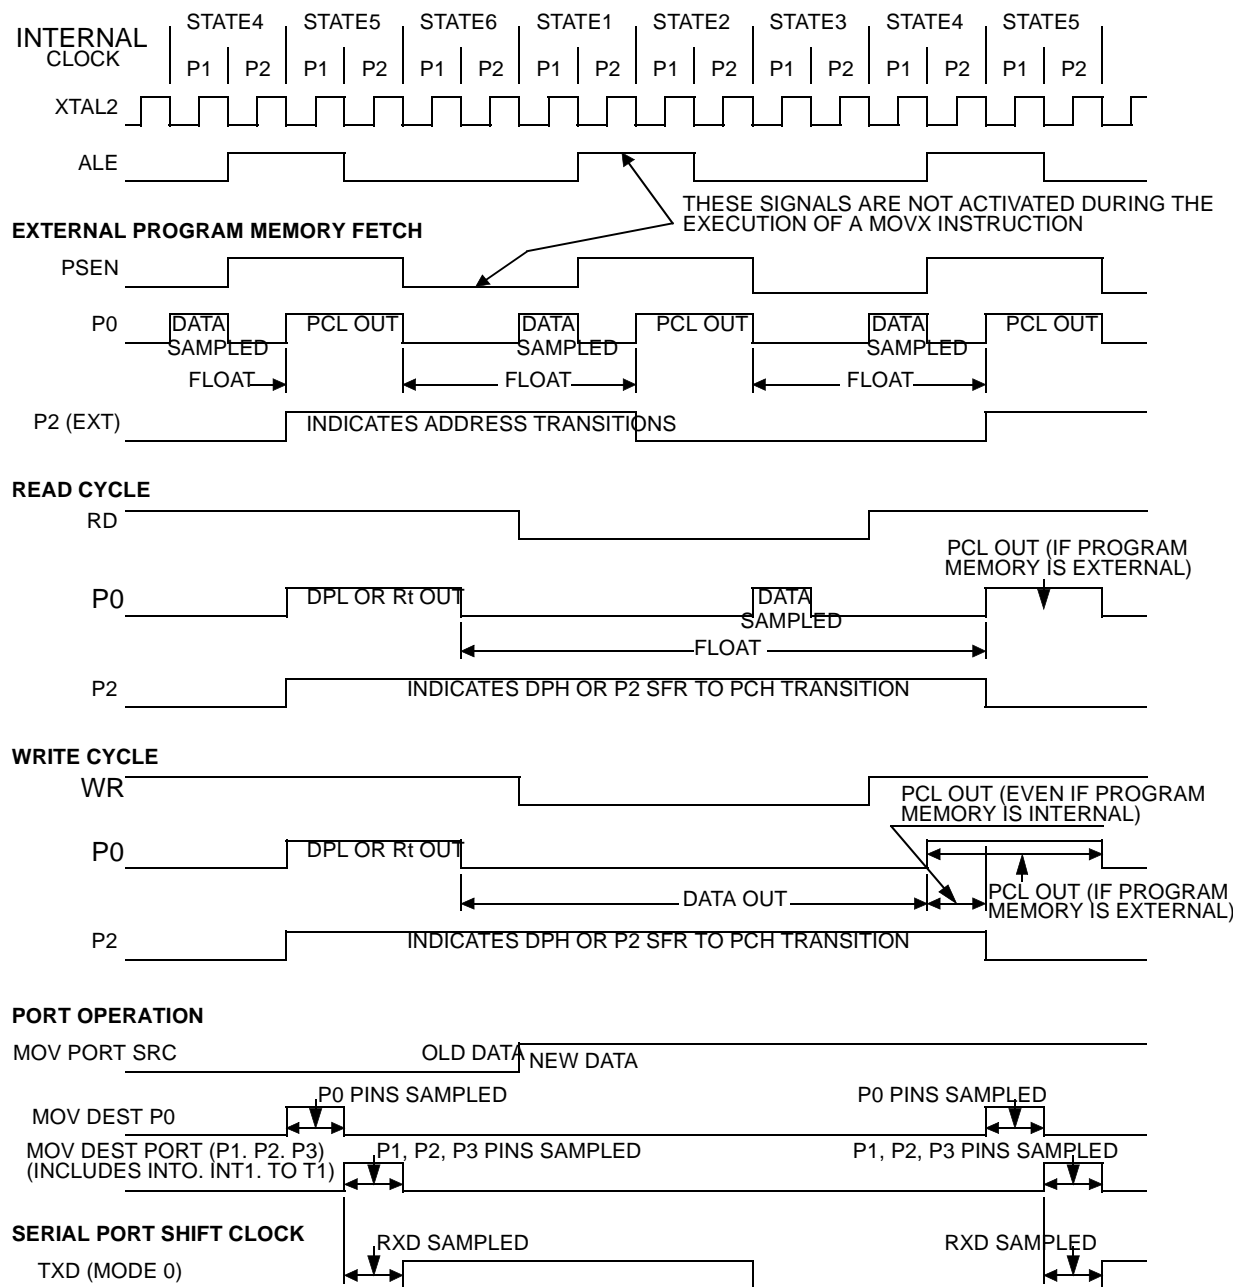 INTERNAL
CLOCK
STATE4 STATE5 STATE6 STATE1 STATE2 STATE3 STATE4 STATE5
P1 P2 P1 P2 P1 P2 P1 P2 P1 P2 P1 P2 P1 P2 P1 P2
XTAL2
ALE
THESE SIGNALS ARE NOT ACTIVATED DURING THE
EXECUTION OF A MOVX INSTRUCTION
EXTERNAL PROGRAM MEMORY FETCH
PSEN
P0
DATA
SAMPLED
PCL OUT
DATA
SAMPLED
PCL OUT
DATA
SAMPLED
PCL OUT
FLOAT FLOAT FLOAT
P2 (EXT)
INDICATES ADDRESS TRANSITIONS
READ CYCLE
RD
PCL OUT (IF PROGRAM
MEMORY IS EXTERNAL)
P0
DPL OR Rt OUT
DATA
SAMPLED
FLOAT
P2
INDICATES DPH OR P2 SFR TO PCH TRANSITION
WRITE CYCLE
WR
PCL OUT (EVEN IF PROGRAM
MEMORY IS INTERNAL)
P0
DPL OR Rt OUT
DATA OUT
PCL OUT (IF PROGRAM
MEMORY IS EXTERNAL)
P2
INDICATES DPH OR P2 SFR TO PCH TRANSITION
PORT OPERATION
MOV PORT SRC
OLD DATA
NEW DATA
P0 PINS SAMPLED
P0 PINS SAMPLED
MOV DEST P0
MOV DEST PORT (P1. P2. P3)
(INCLUDES INTO. INT1. TO T1)
P1, P2, P3 PINS SAMPLED
P1, P2, P3 PINS SAMPLED
SERIAL PORT SHIFT CLOCK
RXD SAMPLED
RXD SAMPLED
TXD (MODE 0)